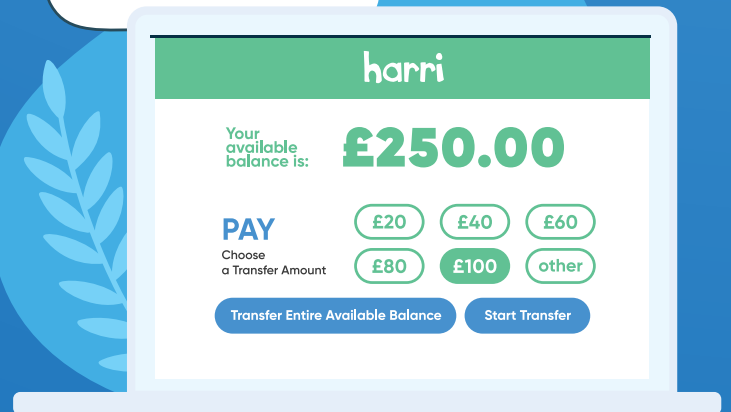 harri
Your
available
balance is:
£250.00
PAY
Choose
a Transfer Amount
£20
£40
£60
£80
£100
other
Transfer Entire Available Balance
Start Transfer